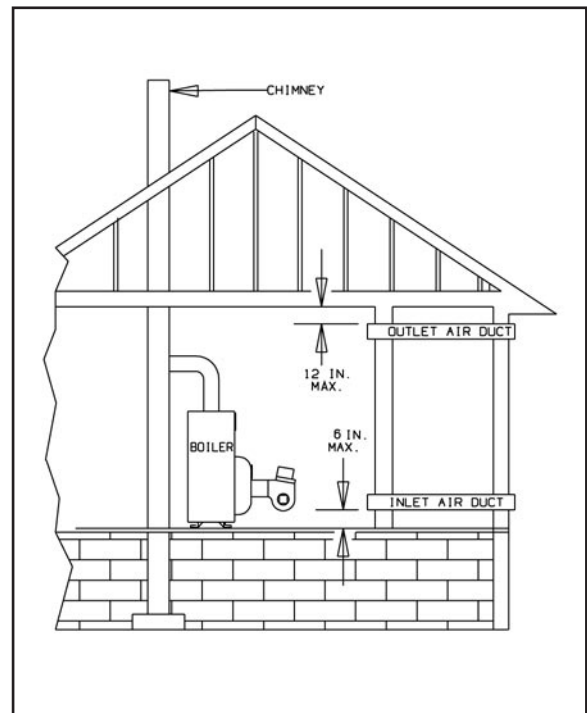 CHIMNEY
OUTLET AIR DUCT
12 IN.
MAX.
6 IN.
MAX.
BOILER
INLET AIR DUCT